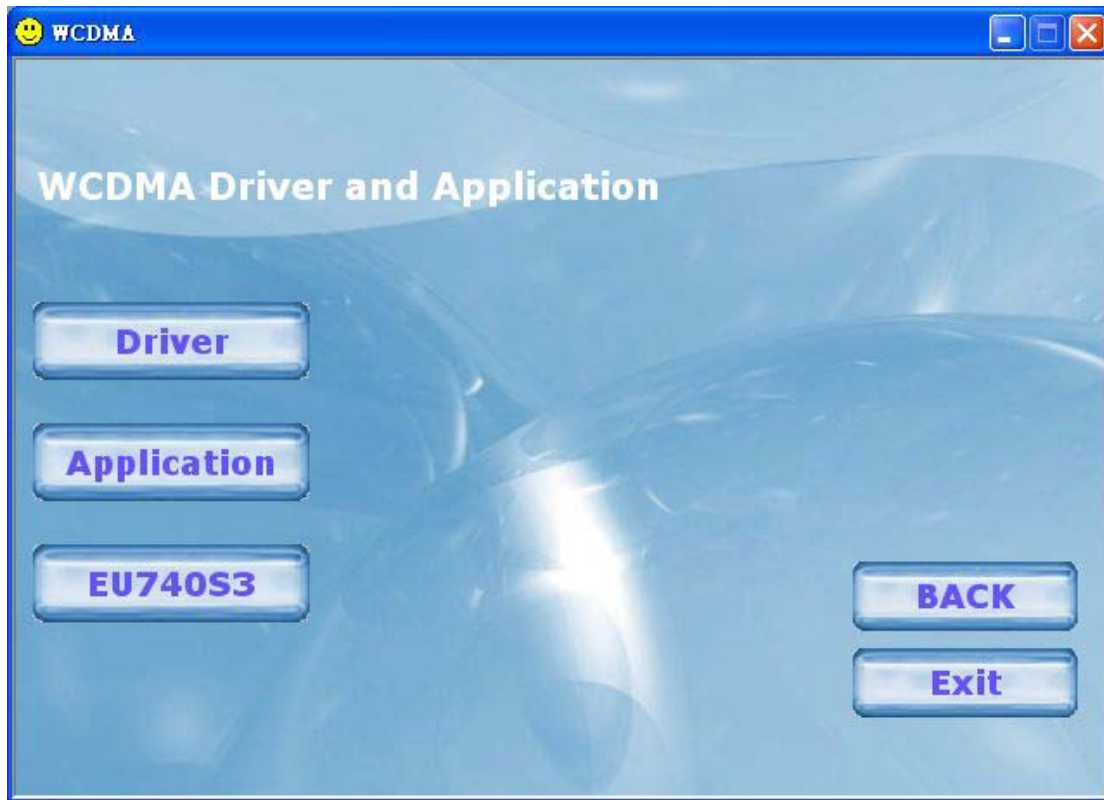 WCDMA
WCDMA Driver and Application
Driver
Application
EU740S3
BACK
Exit